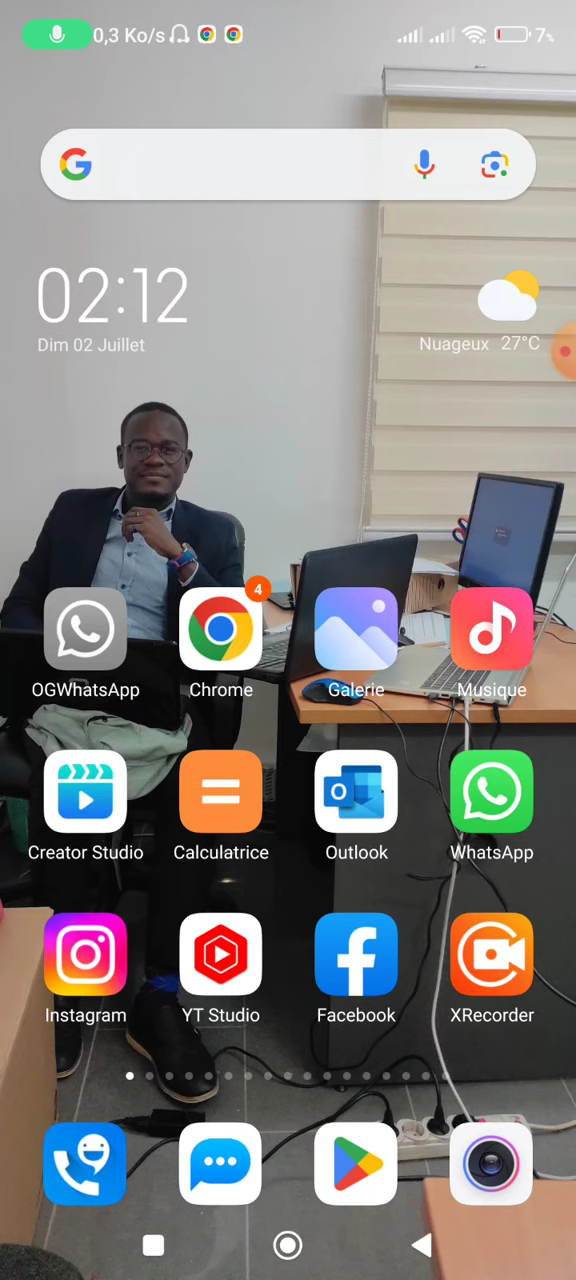 0,3 Ko/s 7%
02:12
Dim 02 Juillet
Nuageux 27°C
4
OGWhatsApp Chrome Galerie Musique
Creator Studio Calculatrice Outlook WhatsApp
Instagram YT Studio Facebook XRecorder